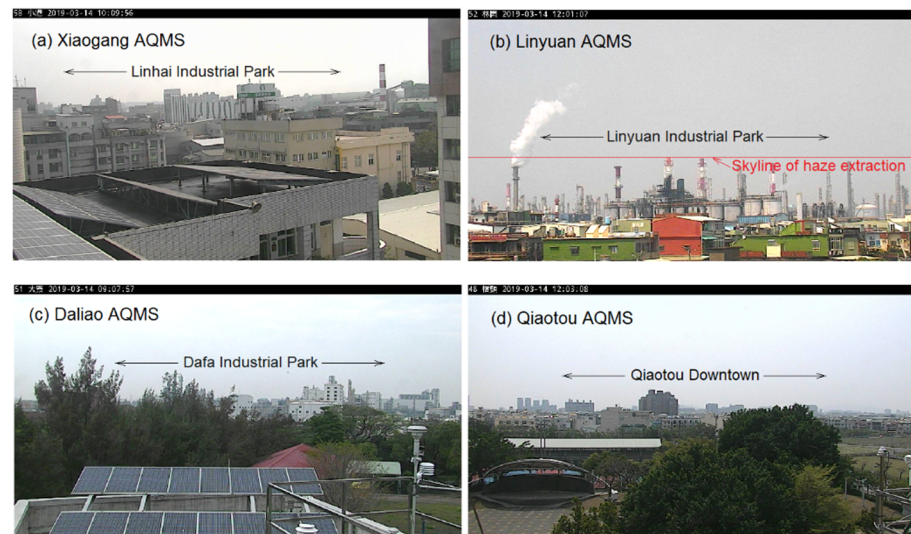 58 小港 2019-03-14 10:09:56
(a) Xiaogang AQMS
Linhai Industrial Park
52 林園 2019-03-14 12:01:07
(b) Linyuan AQMS
Linyuan Industrial Park
Skyline of haze extraction
51 大寮 2019-03-14 09:07:57
(c) Daliao AQMS
Dafa Industrial Park
48 橋頭 2019-03-14 12:03:08
(d) Qiaotou AQMS
Qiaotou Downtown